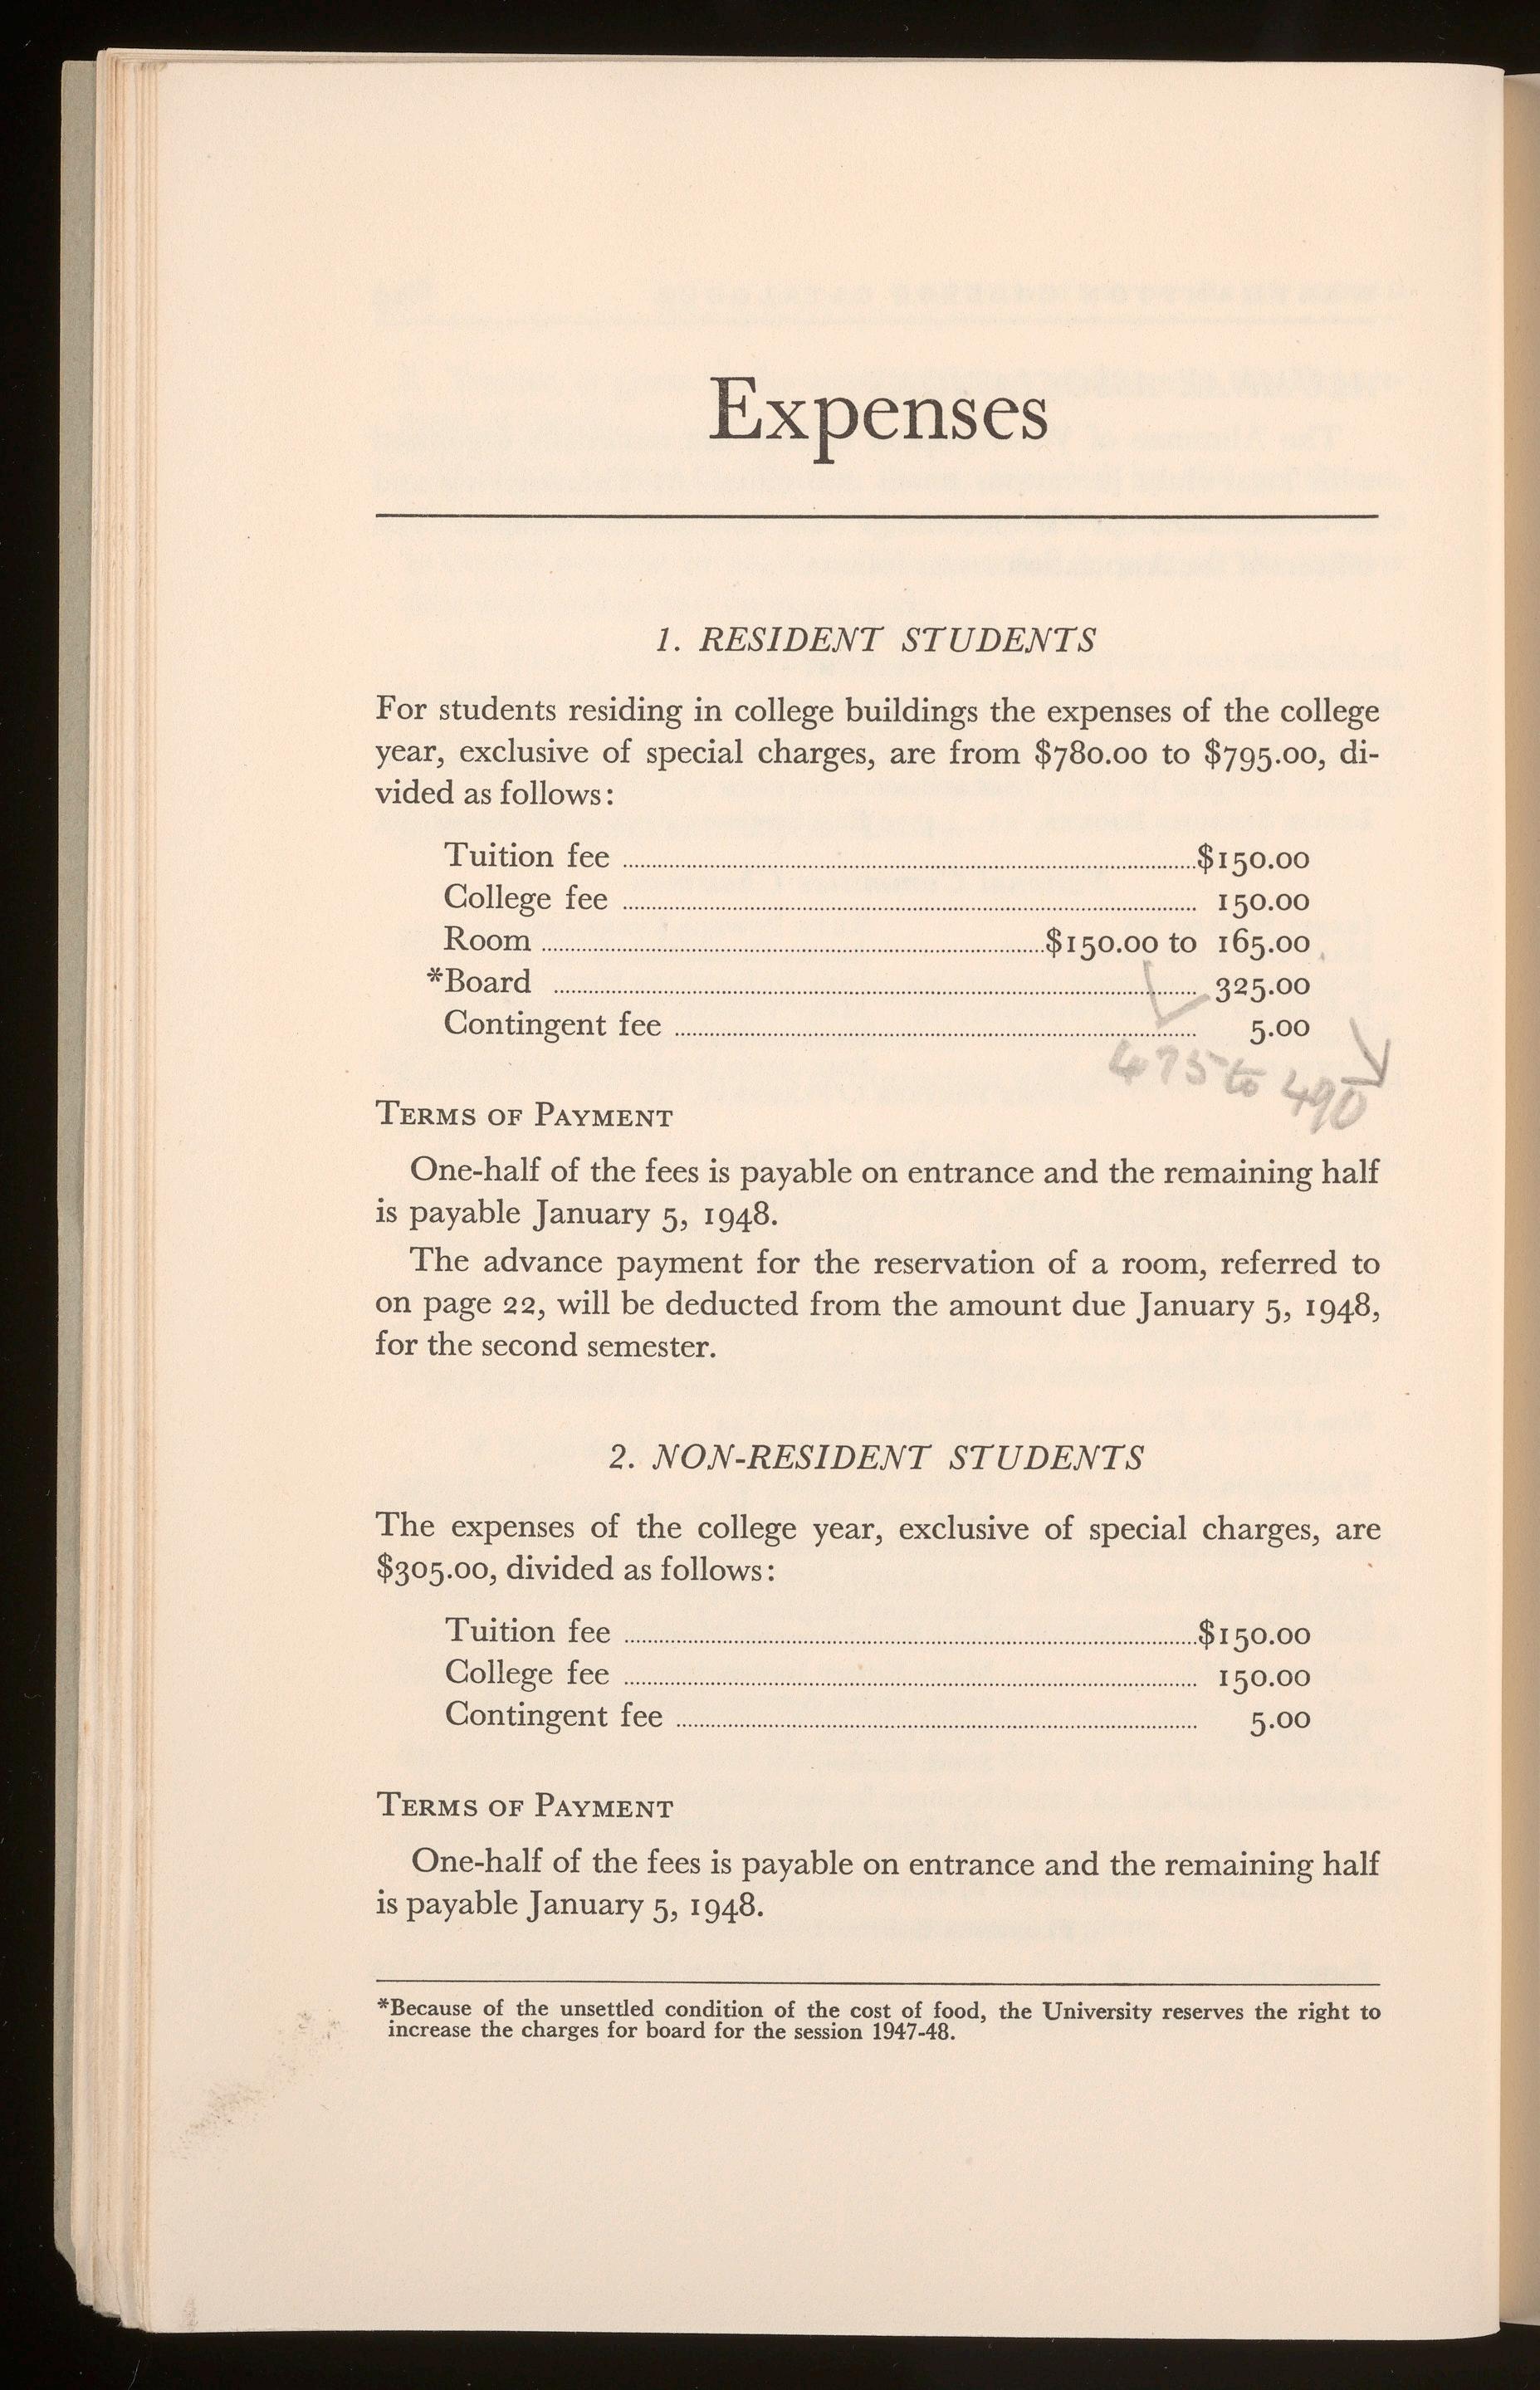 Expenses
1. RESIDENT STUDENTS
For students residing in college buildings the expenses of the college
year, exclusive of special charges, are from $780.00 to $795.00, di-
vided as follows:
Tuition fee ........ $150.00
College fee ........ 150.00
Room ........ $150.00 to 165.00
*Board ........ 325.00
Contingent fee ........ 5.00
475 to 490
TERMS OF PAYMENT
One-half of the fees is payable on entrance and the remaining half
is payable January 5, 1948.
The advance payment for the reservation of a room, referred to
on page 22, will be deducted from the amount due January 5, 1948,
for the second semester.
2. NON-RESIDENT STUDENTS
The expenses of the college year, exclusive of special charges, are
$305.00, divided as follows:
Tuition fee ........ $150.00
College fee ........ 150.00
Contingent fee ........ 5.00
TERMS OF PAYMENT
One-half of the fees is payable on entrance and the remaining half
is payable January 5, 1948.
*Because of the unsettled condition of the cost of food, the University reserves the right to
increase the charges for board for the session 1947-48.